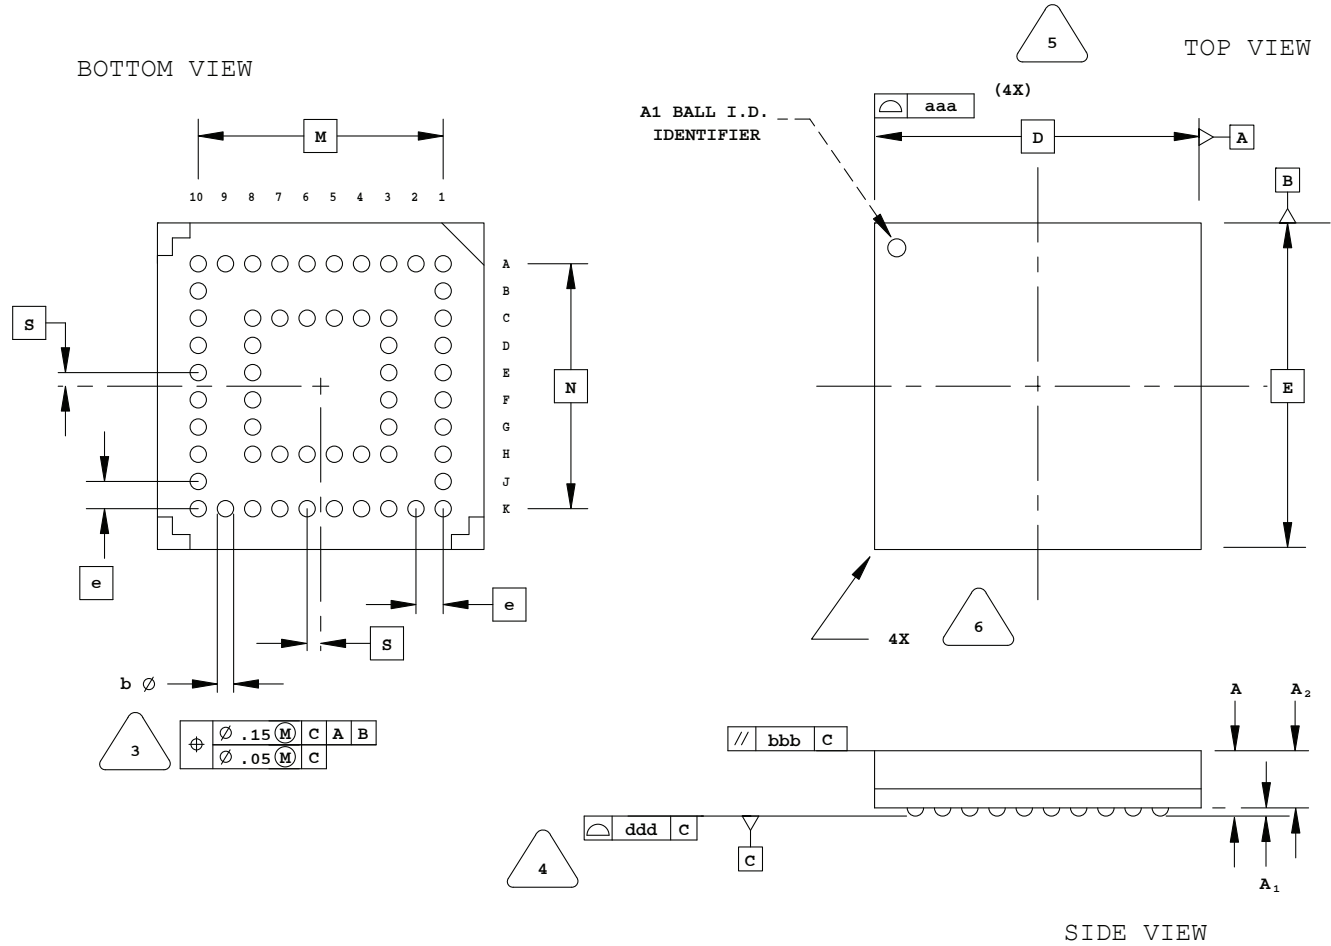 BOTTOM VIEW
TOP VIEW
5
(4X)
aaa
A1 BALL I.D.
IDENTIFIER
M
D
A
B
10 9 8 7 6 5 4 3 2 1
A
B
C
D
E
F
G
H
J
K
S
N
E
e
e
S
4X
6
b Ø
3
Ø .15 M C A B
Ø .05 M C
A
A₂
// bbb C
ddd C
C
4
A₁
SIDE VIEW